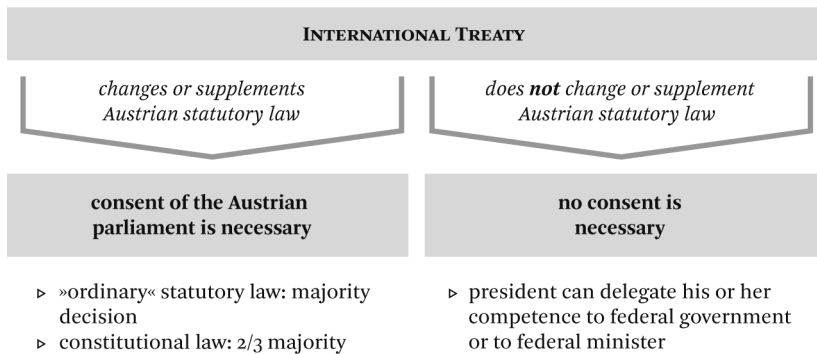 International Treaty
changes or supplements
Austrian statutory law
does not change or supplement
Austrian statutory law
consent of the Austrian
parliament is necessary
no consent is
necessary
▹ »ordinary« statutory law: majority
decision
▹ constitutional law: 2/3 majority
▹ president can delegate his or her
competence to federal government
or to federal minister